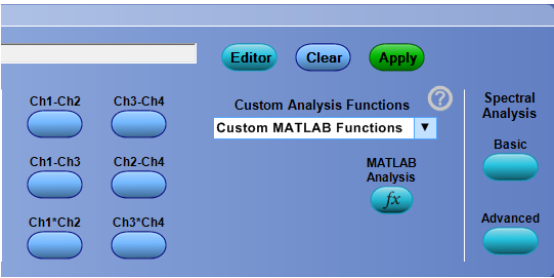 Editor Clear Apply
Ch1-Ch2 Ch3-Ch4 Custom Analysis Functions ? Spectral
Analysis
Custom MATLAB Functions
Basic
Ch1-Ch3 Ch2-Ch4 MATLAB
Analysis
fx
Ch1*Ch2 Ch3*Ch4 Advanced